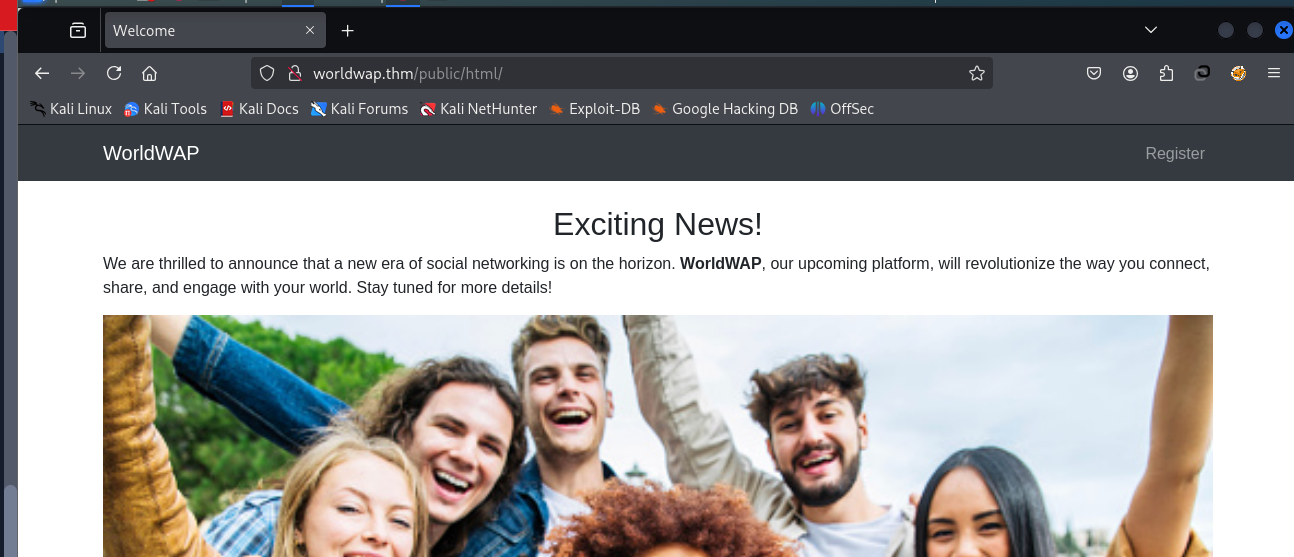 Welcome
worldwap.thm/public/html/
Kali Linux Kali Tools Kali Docs Kali Forums Kali NetHunter Exploit-DB Google Hacking DB OffSec
WorldWAP Register
Exciting News!
We are thrilled to announce that a new era of social networking is on the horizon. WorldWAP, our upcoming platform, will revolutionize the way you connect,
share, and engage with your world. Stay tuned for more details!